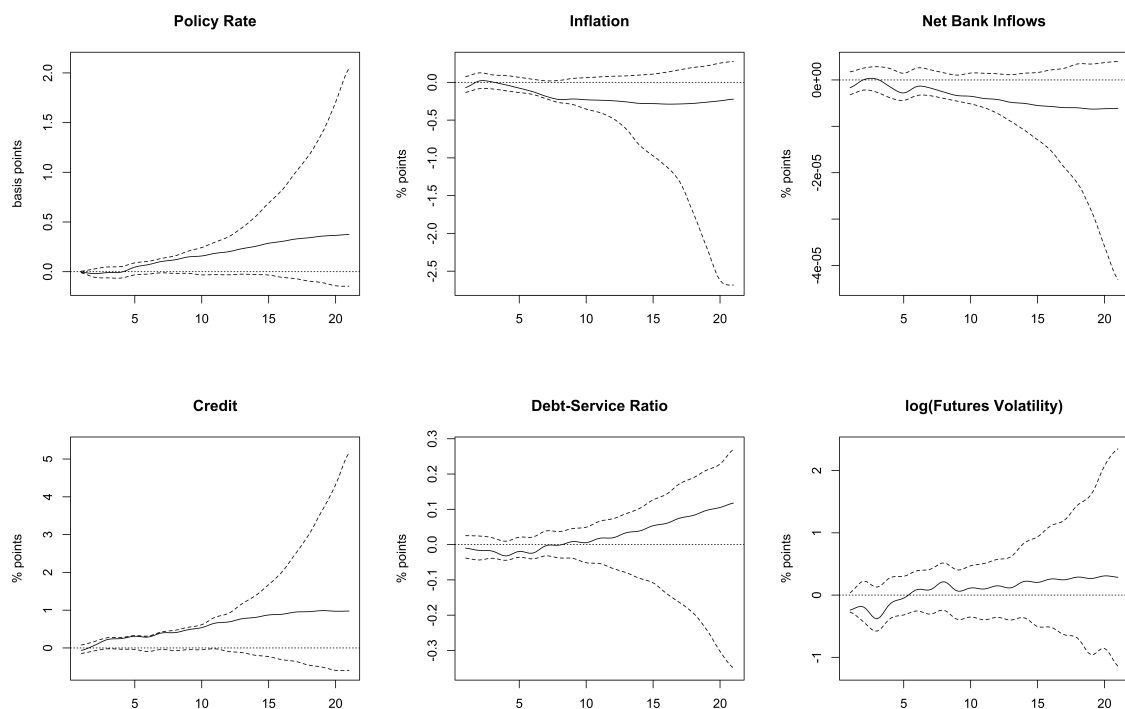 Policy Rate
basis points
0.0 0.5 1.0 1.5 2.0
5 10 15 20
Inflation
% points
-2.5 -2.0 -1.5 -1.0 -0.5 0.0
5 10 15 20
Net Bank Inflows
% points
-4e-05 -2e-05 0e+00
5 10 15 20
Credit
% points
0 1 2 3 4 5
5 10 15 20
Debt-Service Ratio
% points
-0.3 -0.2 -0.1 0.0 0.1 0.2 0.3
5 10 15 20
log(Futures Volatility)
% points
-1 0 1 2
5 10 15 20